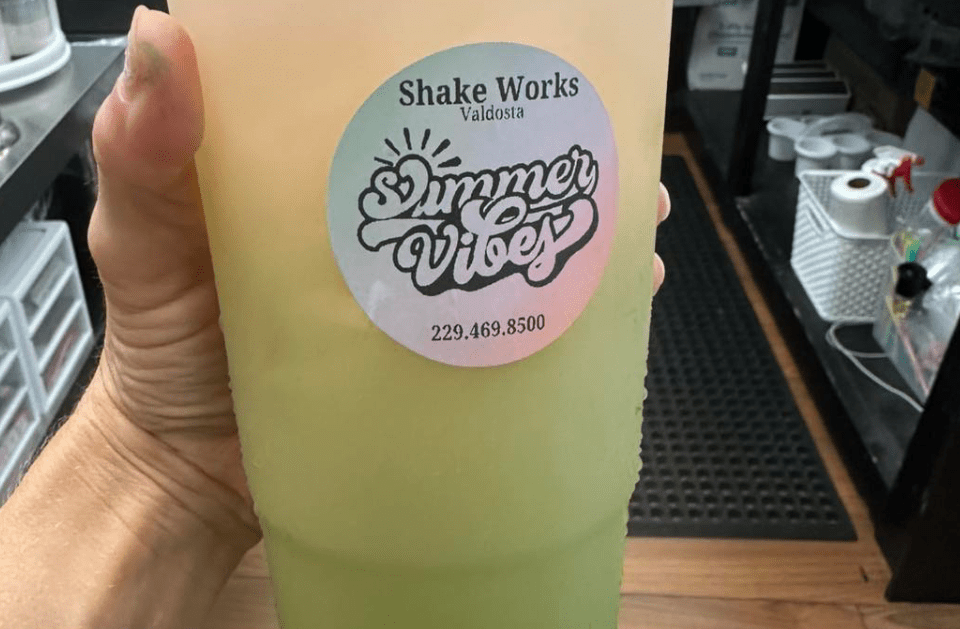 Shake Works
Valdosta
Summer
Vibes
229.469.8500